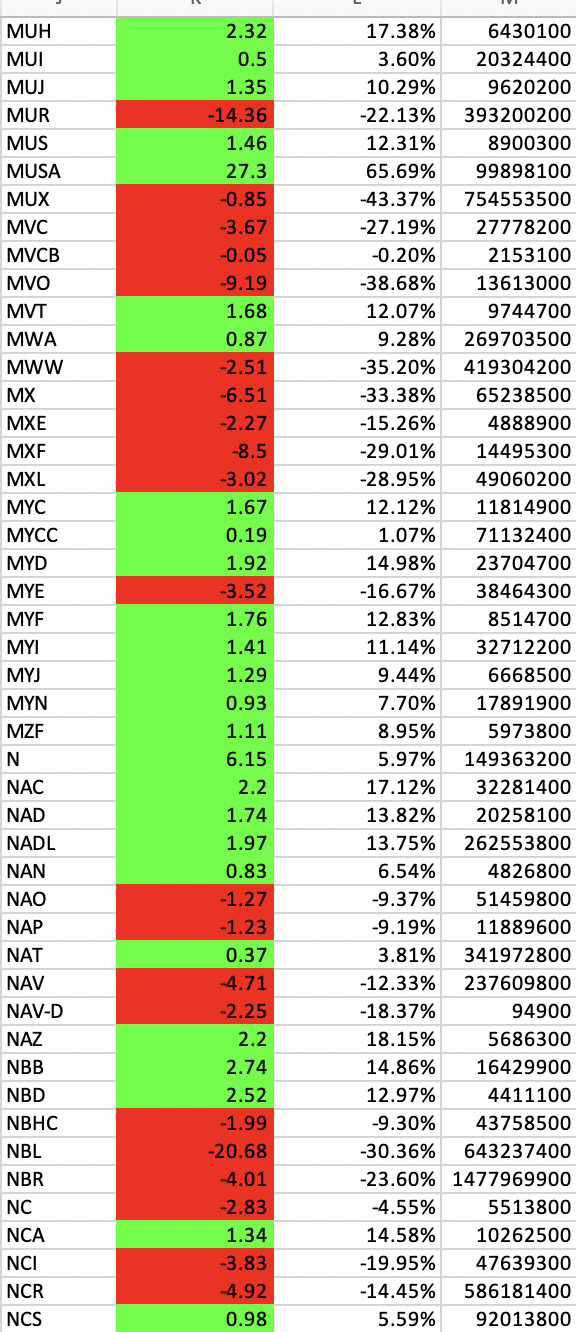 MUH 2.32 17.38% 6430100
MUI 0.5 3.60% 20324400
MUJ 1.35 10.29% 9620200
MUR -14.36 -22.13% 393200200
MUS 1.46 12.31% 8900300
MUSA 27.3 65.69% 99898100
MUX -0.85 -43.37% 754553500
MVC -3.67 -27.19% 27778200
MVCB -0.05 -0.20% 2153100
MVO -9.19 -38.68% 13613000
MVT 1.68 12.07% 9744700
MWA 0.87 9.28% 269703500
MWW -2.51 -35.20% 419304200
MX -6.51 -33.38% 65238500
MXE -2.27 -15.26% 4888900
MXF -8.5 -29.01% 14495300
MXL -3.02 -28.95% 49060200
MYC 1.67 12.12% 11814900
MYCC 0.19 1.07% 71132400
MYD 1.92 14.98% 23704700
MYE -3.52 -16.67% 38464300
MYF 1.76 12.83% 8514700
MYI 1.41 11.14% 32712200
MYJ 1.29 9.44% 6668500
MYN 0.93 7.70% 17891900
MZF 1.11 8.95% 5973800
N 6.15 5.97% 149363200
NAC 2.2 17.12% 32281400
NAD 1.74 13.82% 20258100
NADL 1.97 13.75% 262553800
NAN 0.83 6.54% 4826800
NAO -1.27 -9.37% 51459800
NAP -1.23 -9.19% 11889600
NAT 0.37 3.81% 341972800
NAV -4.71 -12.33% 237609800
NAV-D -2.25 -18.37% 94900
NAZ 2.2 18.15% 5686300
NBB 2.74 14.86% 16429900
NBD 2.52 12.97% 4411100
NBHC -1.99 -9.30% 43758500
NBL -20.68 -30.36% 643237400
NBR -4.01 -23.60% 1477969900
NC -2.83 -4.55% 5513800
NCA 1.34 14.58% 10262500
NCI -3.83 -19.95% 47639300
NCR -4.92 -14.45% 586181400
NCS 0.98 5.59% 92013800